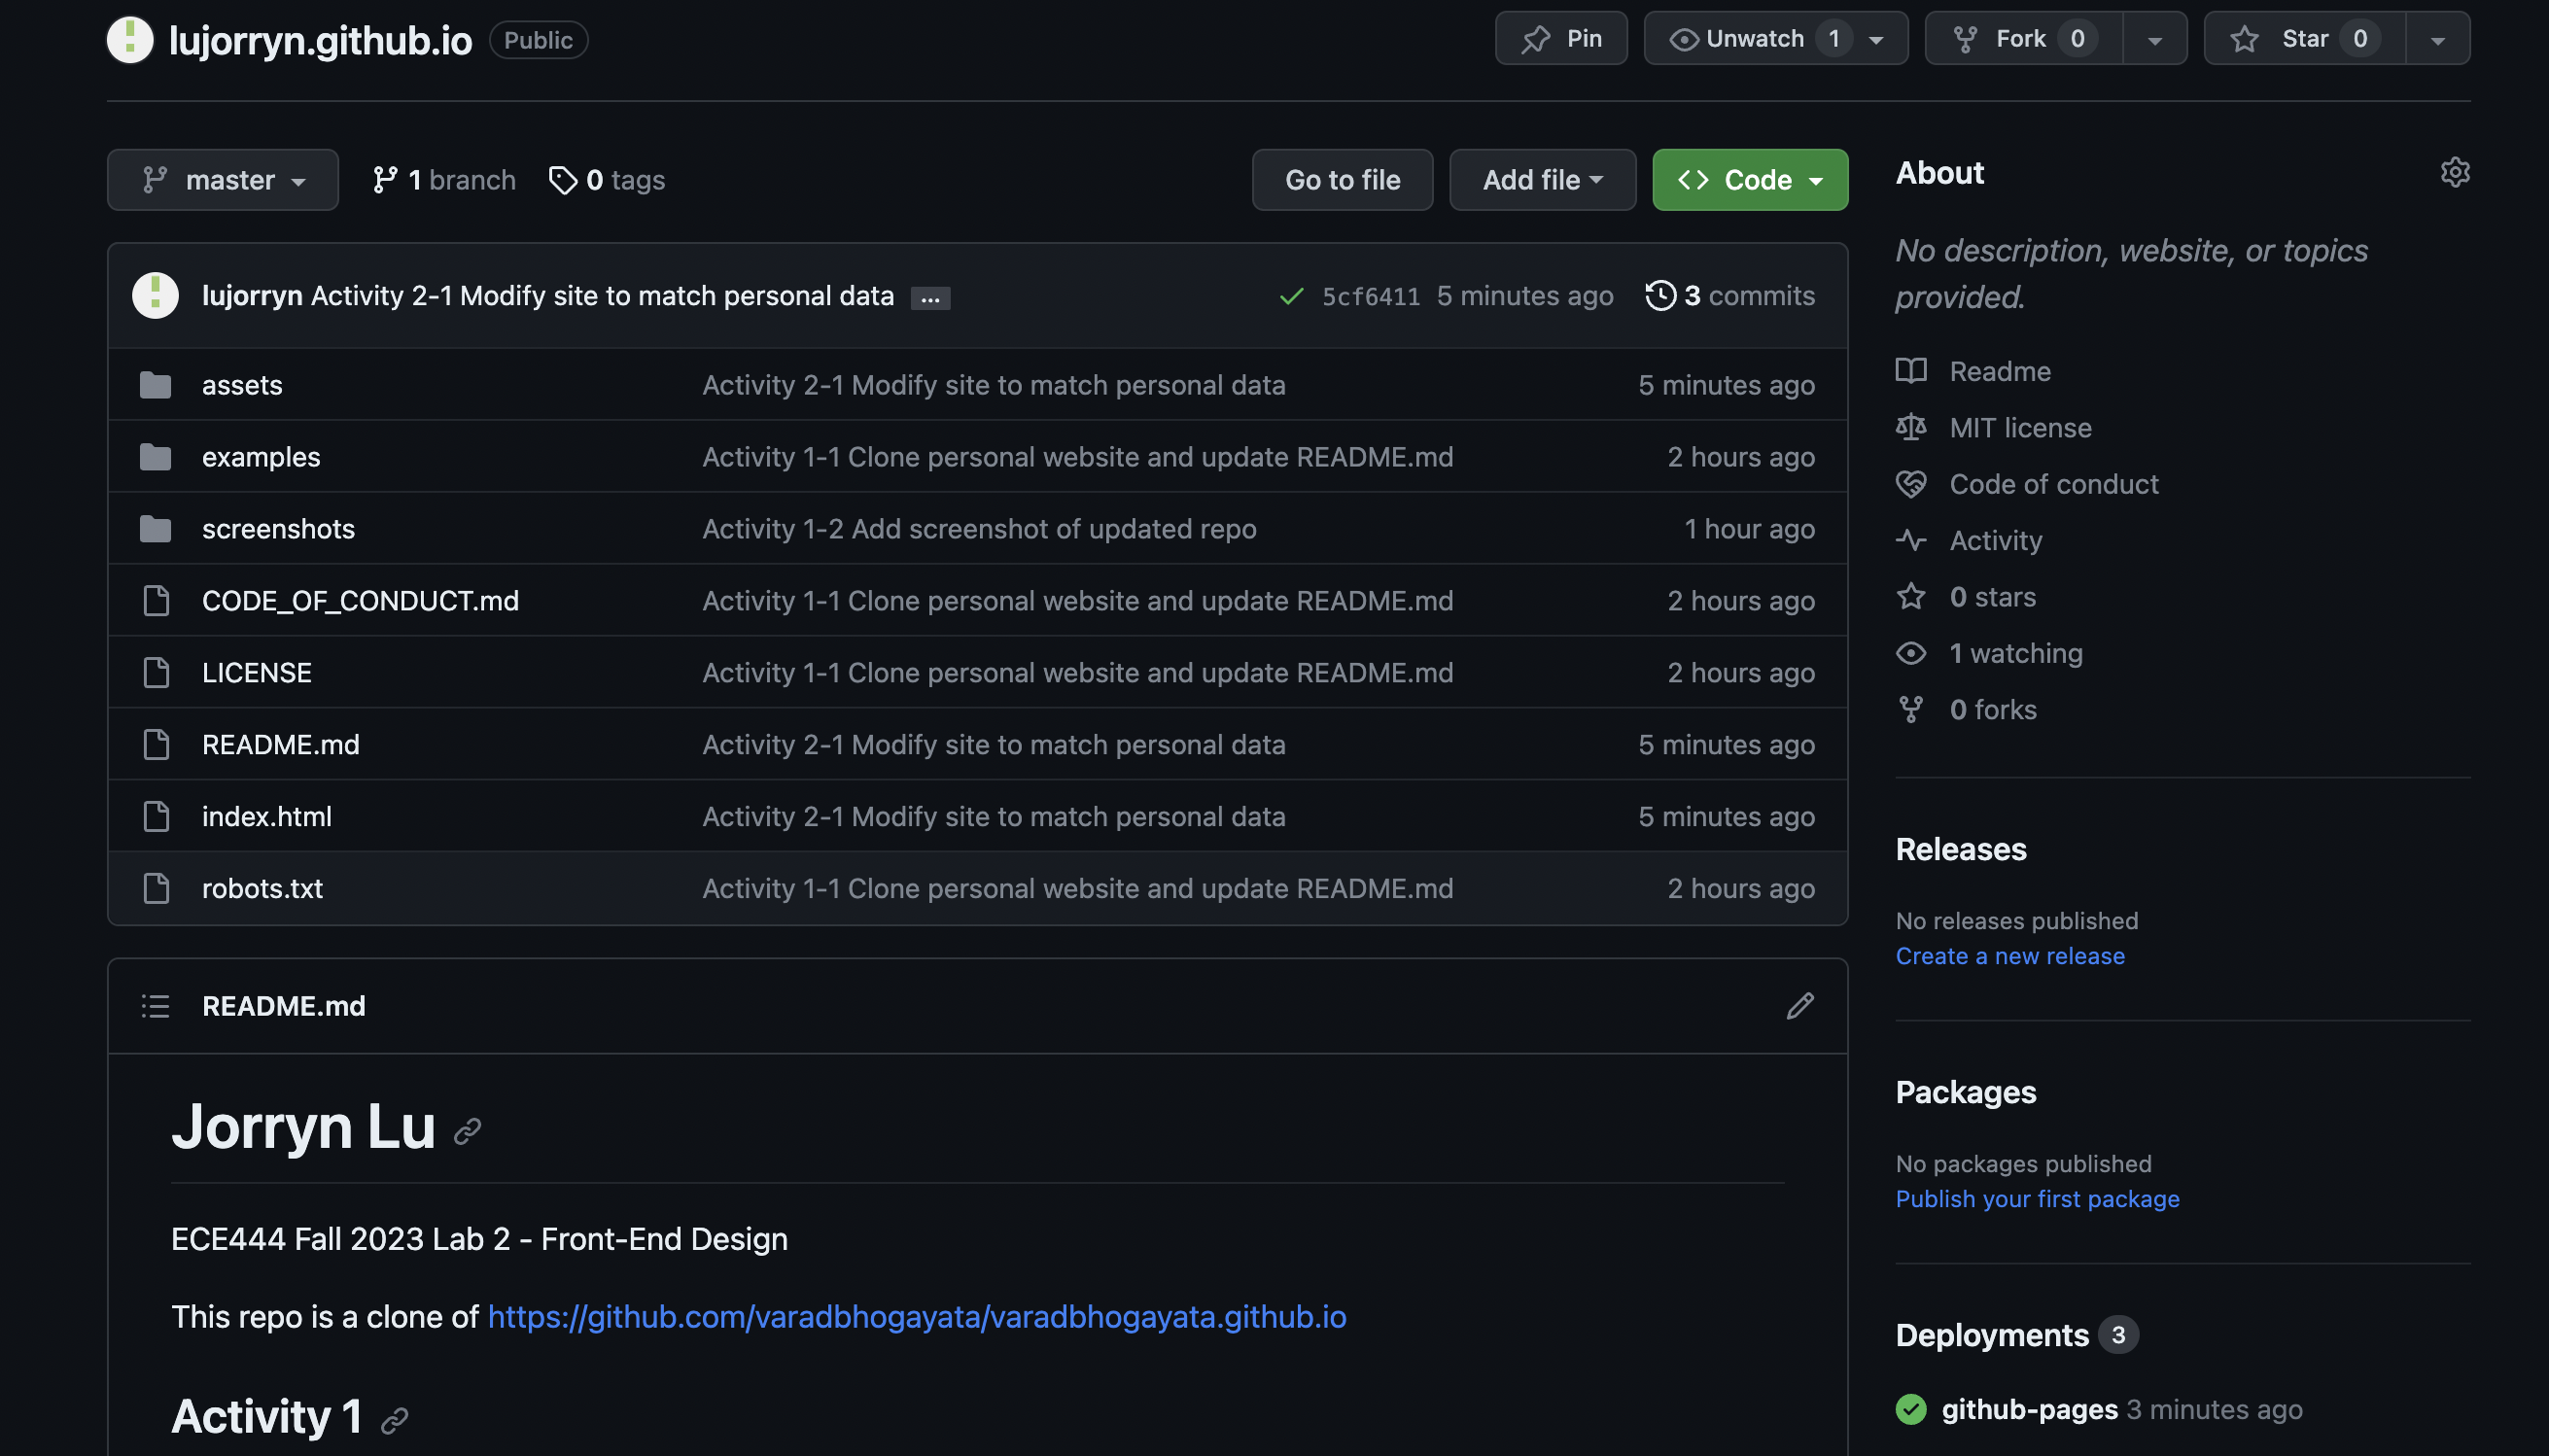 lujorryn.github.io Public
Pin Unwatch 1 Fork 0 Star 0
master 1 branch 0 tags
Go to file Add file Code
lujorryn Activity 2-1 Modify site to match personal data ... 5cf6411 5 minutes ago 3 commits
assets Activity 2-1 Modify site to match personal data 5 minutes ago
examples Activity 1-1 Clone personal website and update README.md 2 hours ago
screenshots Activity 1-2 Add screenshot of updated repo 1 hour ago
CODE_OF_CONDUCT.md Activity 1-1 Clone personal website and update README.md 2 hours ago
LICENSE Activity 1-1 Clone personal website and update README.md 2 hours ago
README.md Activity 2-1 Modify site to match personal data 5 minutes ago
index.html Activity 2-1 Modify site to match personal data 5 minutes ago
robots.txt Activity 1-1 Clone personal website and update README.md 2 hours ago
README.md
Jorryn Lu
ECE444 Fall 2023 Lab 2 - Front-End Design
This repo is a clone of https://github.com/varadbhogayata/varadbhogayata.github.io
Activity 1
About
No description, website, or topics
provided.
Readme
MIT license
Code of conduct
Activity
0 stars
1 watching
0 forks
Releases
No releases published
Create a new release
Packages
No packages published
Publish your first package
Deployments 3
github-pages 3 minutes ago